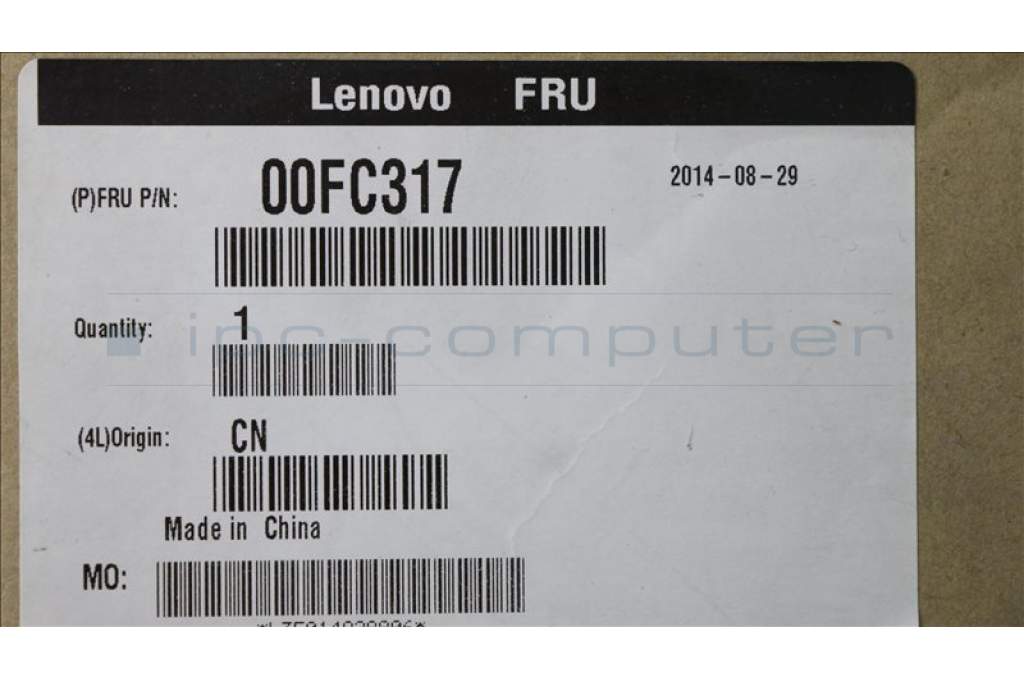 Lenovo FRU
(P)FRU P/N: 00FC317 2014-08-29
Quantity: 1
inc-computer
(4L)Origin: CN
Made in China
MO: